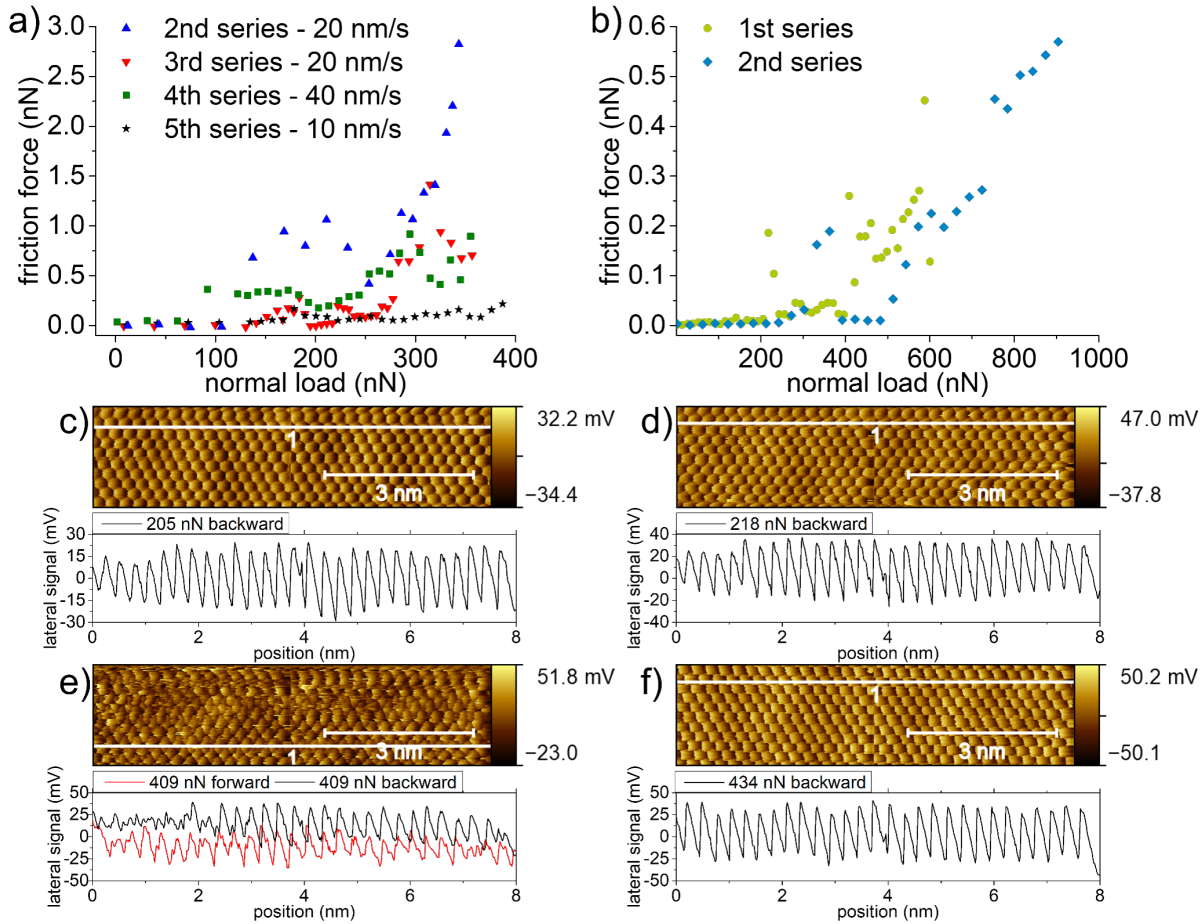 a)
3.0
2.5
2.0
1.5
1.0
0.5
0.0
friction force (nN)
2nd series - 20 nm/s
3rd series - 20 nm/s
4th series - 40 nm/s
5th series - 10 nm/s
0 100 200 300 400
normal load (nN)
b)
0.6
0.5
0.4
0.3
0.2
0.1
0.0
friction force (nN)
1st series
2nd series
200 400 600 800 1000
normal load (nN)
c)
1
3 nm
32.2 mV
−34.4
205 nN backward
lateral signal (mV)
30
15
0
-15
-30
0 2 4 6 8
position (nm)
d)
1
3 nm
47.0 mV
−37.8
218 nN backward
lateral signal (mV)
40
20
0
-20
-40
0 2 4 6 8
position (nm)
e)
1
3 nm
51.8 mV
−23.0
409 nN forward 409 nN backward
lateral signal (mV)
50
25
0
-25
50
0 2 4 6 8
position (nm)
f)
1
3 nm
50.2 mV
−50.1
434 nN backward
lateral signal (mV)
50
25
0
-25
50
0 2 4 6 8
position (nm)